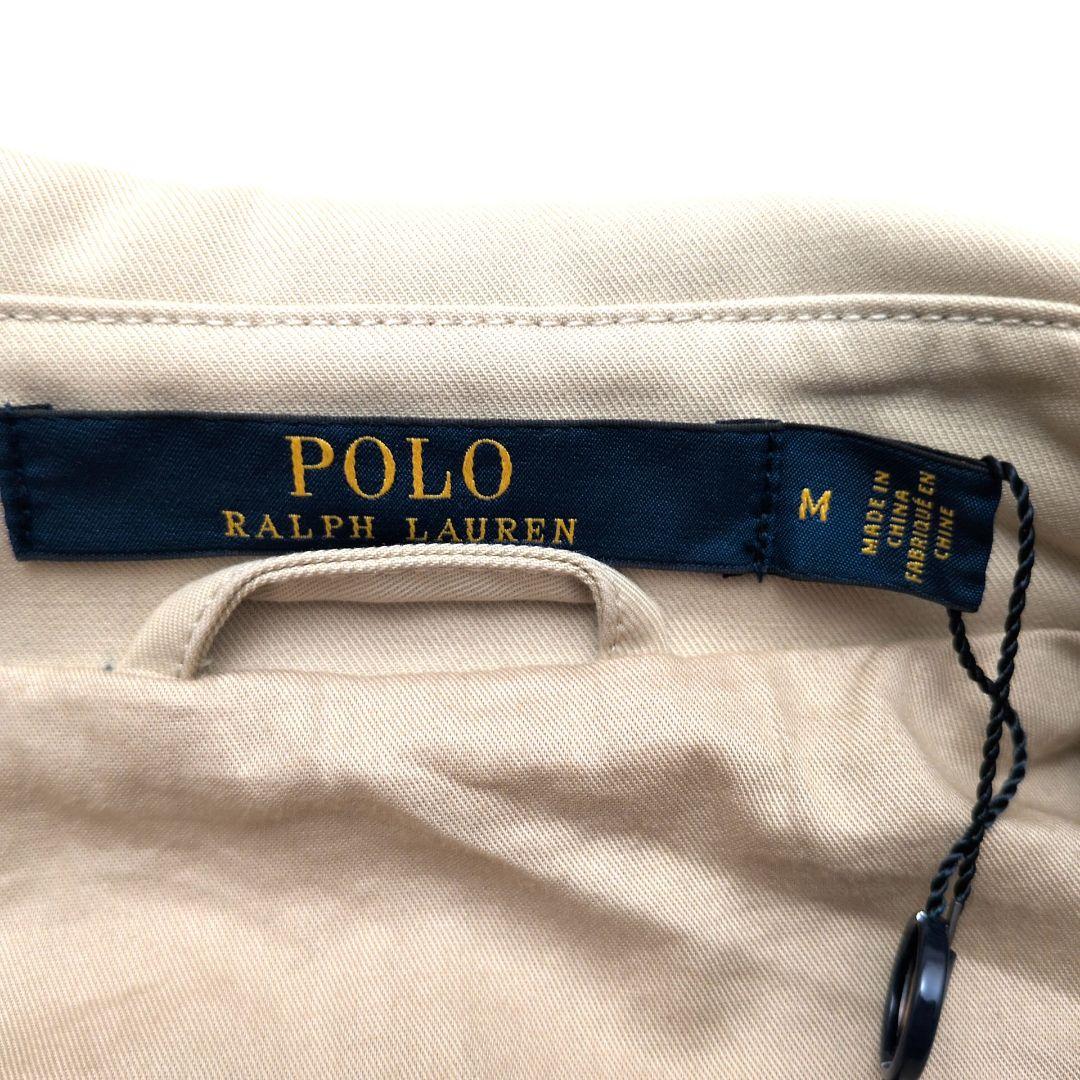 POLO
RALPH LAUREN
M
MADE IN
CHINA
FABRIQUÉ EN
CHINE